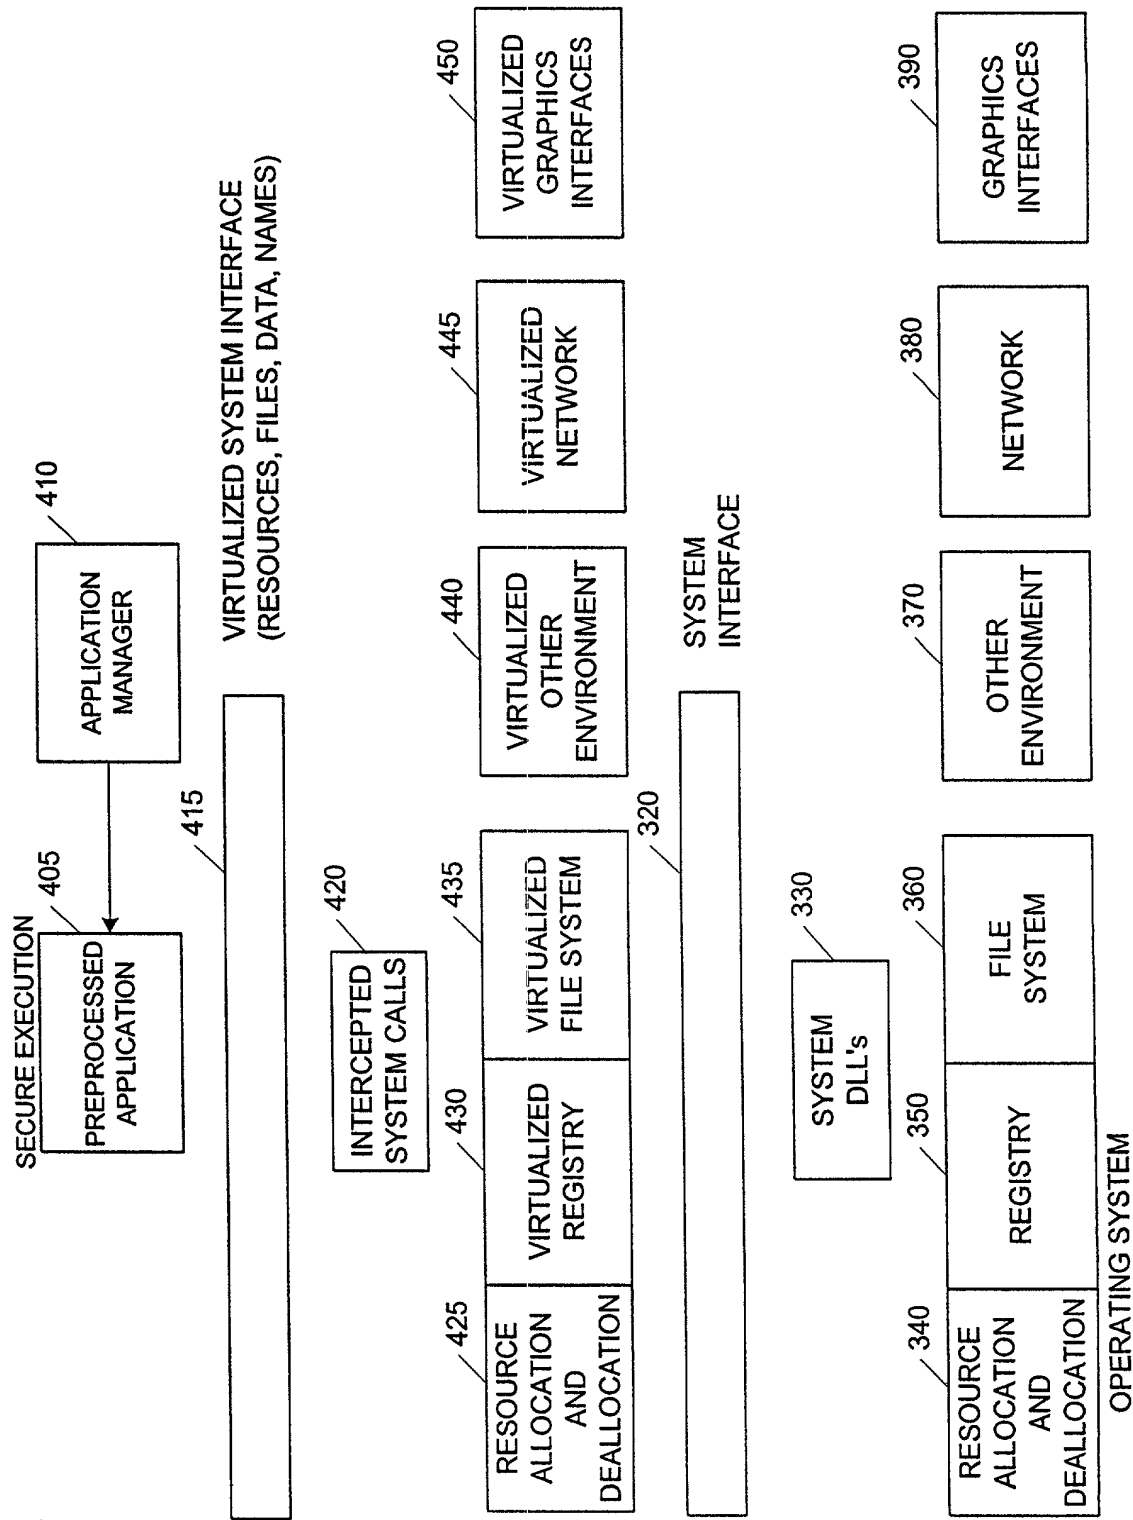 SECURE EXECUTION
405
PREPROCESSED
APPLICATION
410
APPLICATION
MANAGER
415
VIRTUALIZED SYSTEM INTERFACE
(RESOURCES, FILES, DATA, NAMES)
420
INTERCEPTED
SYSTEM CALLS
425
RESOURCE
ALLOCATION
AND
DEALLOCATION
430
VIRTUALIZED
REGISTRY
435
VIRTUALIZED
FILE SYSTEM
440
VIRTUALIZED
OTHER
ENVIRONMENT
445
VIRTUALIZED
NETWORK
450
VIRTUALIZED
GRAPHICS
INTERFACES
320
SYSTEM
INTERFACE
330
SYSTEM
DLL's
340
RESOURCE
ALLOCATION
AND
DEALLOCATION
350
REGISTRY
360
FILE
SYSTEM
370
OTHER
ENVIRONMENT
380
NETWORK
390
GRAPHICS
INTERFACES
OPERATING SYSTEM